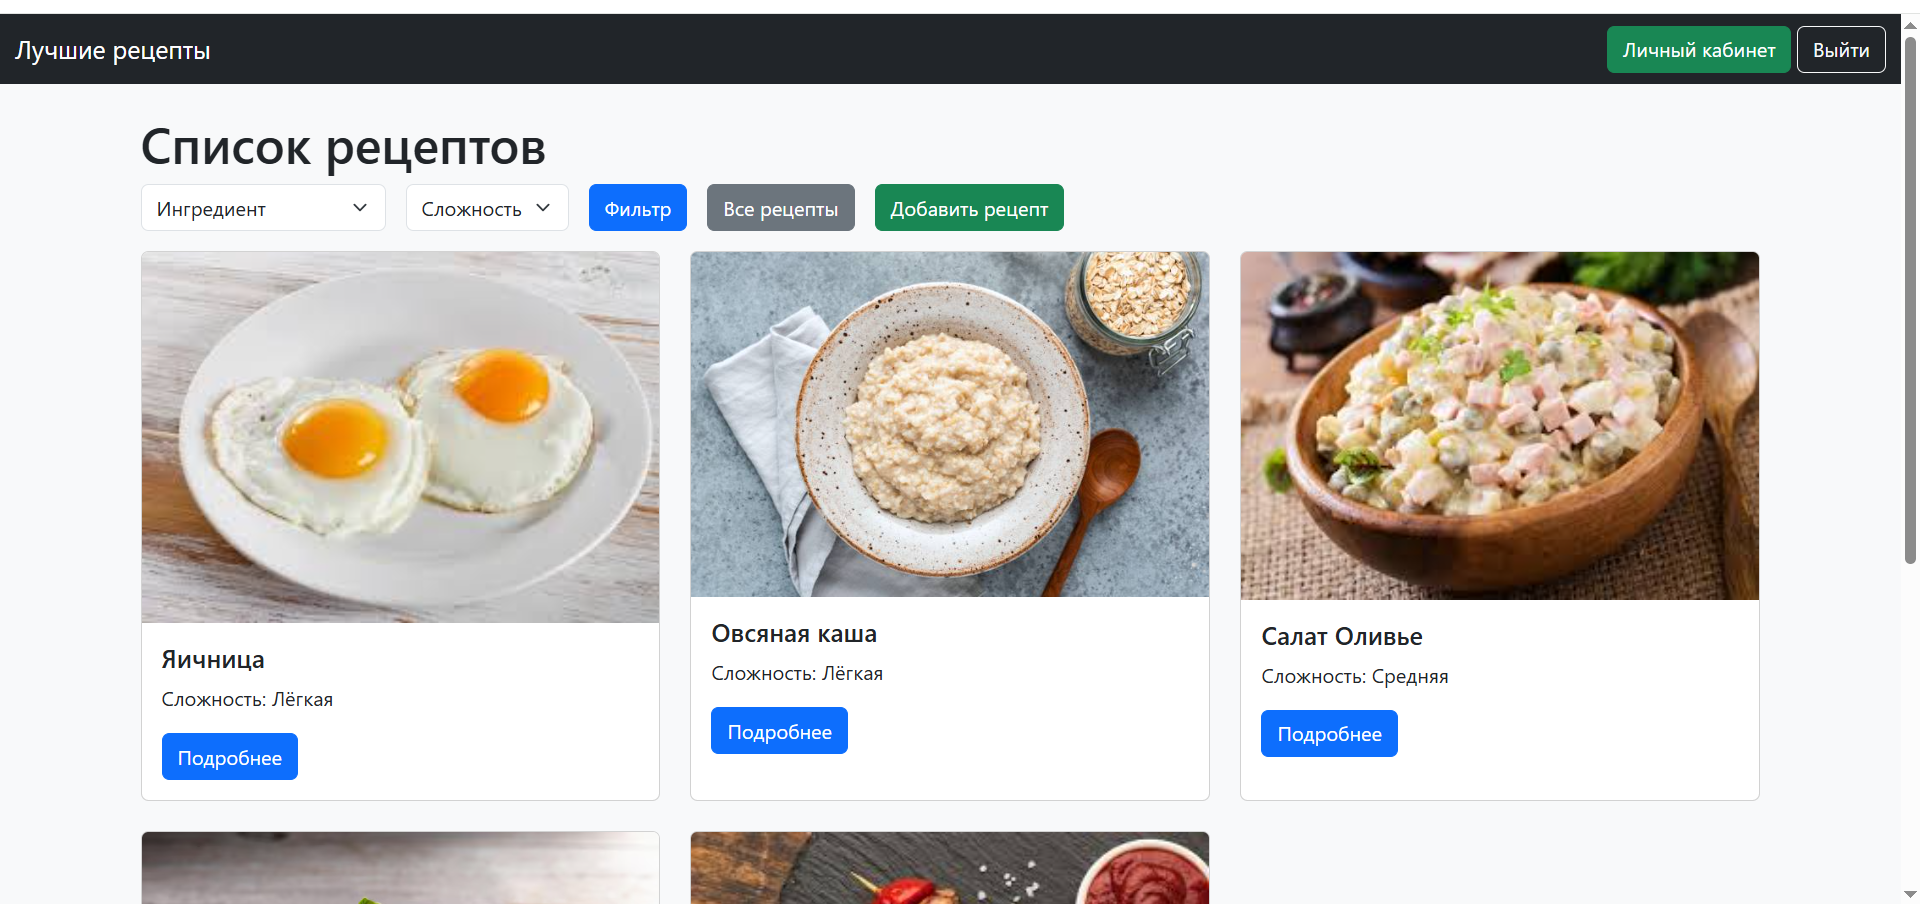 Лучшие рецепты
Личный кабинет
Выйти
Список рецептов
Ингредиент
Сложность
Фильтр
Все рецепты
Добавить рецепт
Яичница
Сложность: Лёгкая
Подробнее
Овсяная каша
Сложность: Лёгкая
Подробнее
Салат Оливье
Сложность: Средняя
Подробнее